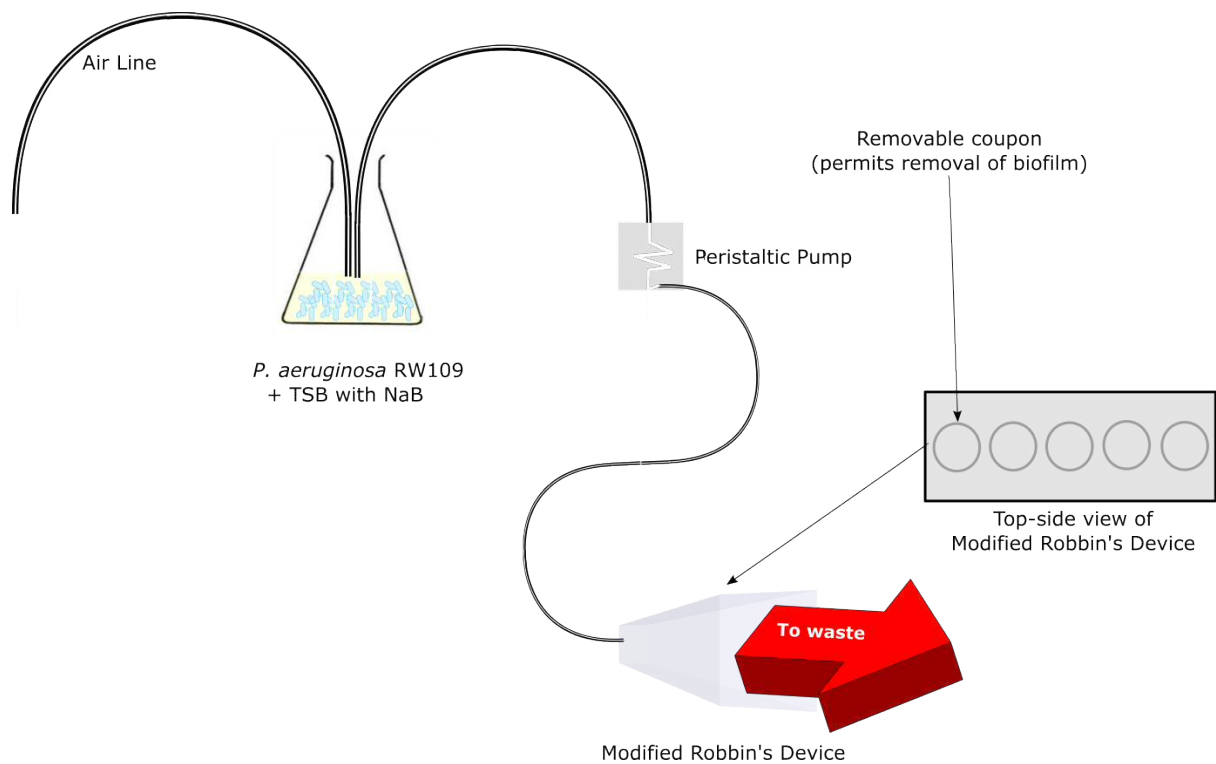 Air Line
Removable coupon
(permits removal of biofilm)
Peristaltic Pump
P. aeruginosa RW109
+ TSB with NaB
Top-side view of
Modified Robbin's Device
To waste
Modified Robbin's Device